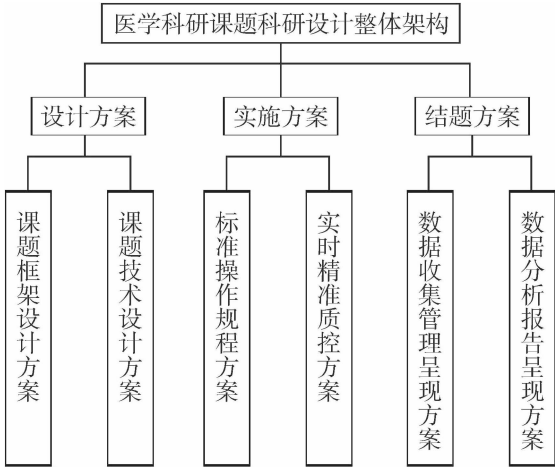 医学科研课题科研设计整体架构
设计方案
实施方案
结题方案
课题框架设计方案
课题技术设计方案
标准操作规程方案
实时精准质控方案
数据收集管理呈现方案
数据分析报告呈现方案